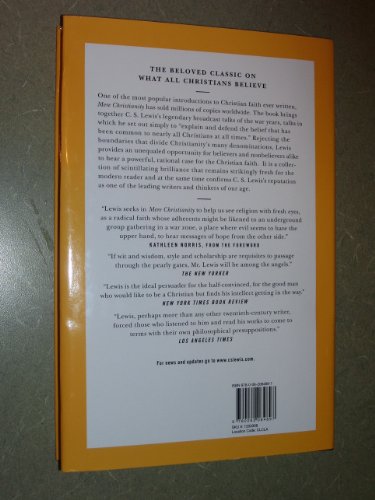 THE BELOVED CLASSIC ON
WHAT ALL CHRISTIANS BELIEVE
One of the most popular introductions to Christian faith ever written,
Mere Christianity has sold millions of copies worldwide. The book brings
together C. S. Lewis's legendary broadcast talks of the war years, talks in
which he set out simply to "explain and defend the belief that has
been common to nearly all Christians at all times." Rejecting the
boundaries that divide Christianity's many denominations, Lewis
provides an unequaled opportunity for believers and nonbelievers alike
to hear a powerful, rational case for the Christian faith. It is a collec-
tion of scintillating brilliance that remains strikingly fresh for the
modern reader and at the same time confirms C. S. Lewis's reputation
as one of the leading writers and thinkers of our age.
"Lewis seeks in Mere Christianity to help us see religion with fresh eyes,
as a radical faith whose adherents might be likened to an underground
group gathering in a war zone, a place where evil seems to have the
upper hand, to hear messages of hope from the other side."
KATHLEEN NORRIS, FROM THE FOREWORD
"If wit and wisdom, style and scholarship are requisites to passage
through the pearly gates, Mr. Lewis will be among the angels."
THE NEW YORKER
"Lewis is the ideal persuader for the half-convinced, for the good man
who would like to be a Christian but finds his intellect getting in the way."
NEW YORK TIMES BOOK REVIEW
"Lewis, perhaps more than any other twentieth-century writer,
forced those who listened to him and read his works to come to
terms with their own philosophical presuppositions."
LOS ANGELES TIMES
For news and updates go to www.cslewis.com.